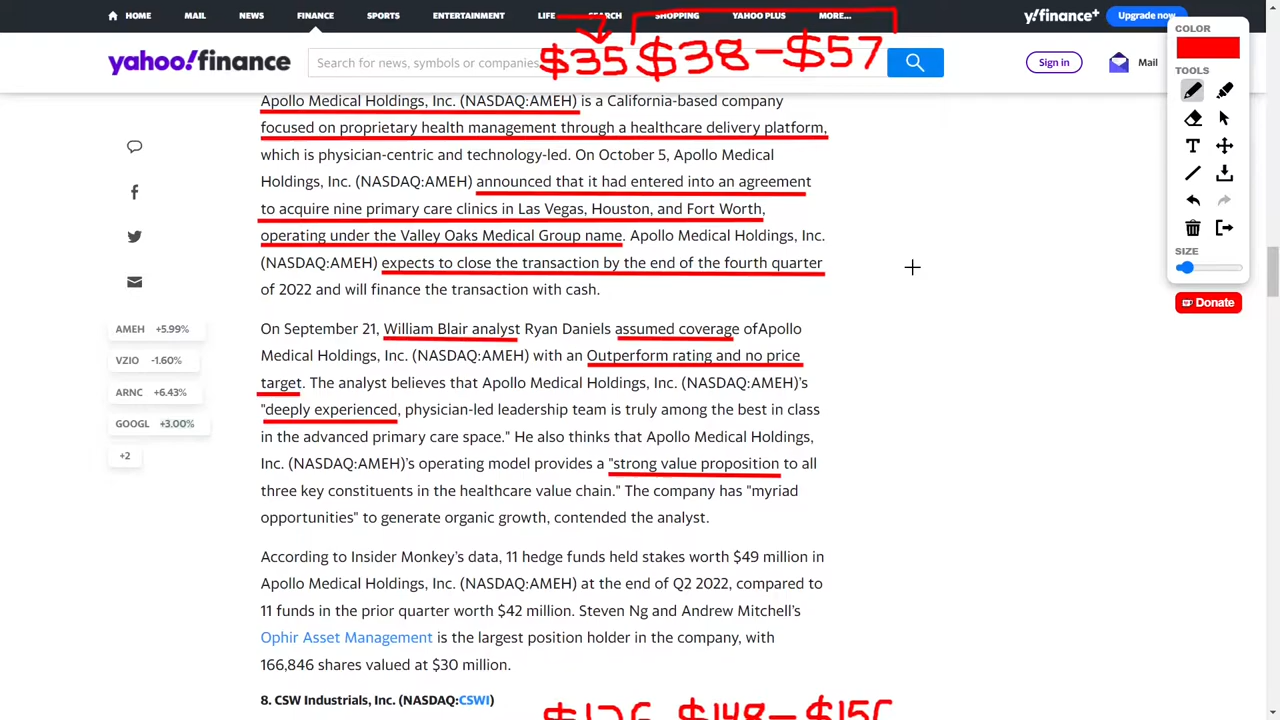 HOME MAIL NEWS FINANCE SPORTS ENTERTAINMENT LIFE SEARCH SHOPPING YAHOO PLUS MORE... y!finance+ Upgrade now
COLOR
yahoo!finance Search for news, symbols or companies $35 $38-$57 Sign in Mail
TOOLS
Apollo Medical Holdings, Inc. (NASDAQ:AMEH) is a California-based company
focused on proprietary health management through a healthcare delivery platform,
which is physician-centric and technology-led. On October 5, Apollo Medical
Holdings, Inc. (NASDAQ:AMEH) announced that it had entered into an agreement
to acquire nine primary care clinics in Las Vegas, Houston, and Fort Worth,
operating under the Valley Oaks Medical Group name. Apollo Medical Holdings, Inc.
(NASDAQ:AMEH) expects to close the transaction by the end of the fourth quarter
of 2022 and will finance the transaction with cash.
T
SIZE
Donate
AMEH +5.99%
VZIO -1.60%
ARNC +6.43%
GOOGL +3.00%
+2
On September 21, William Blair analyst Ryan Daniels assumed coverage ofApollo
Medical Holdings, Inc. (NASDAQ:AMEH) with an Outperform rating and no price
target. The analyst believes that Apollo Medical Holdings, Inc. (NASDAQ:AMEH)'s
"deeply experienced, physician-led leadership team is truly among the best in class
in the advanced primary care space." He also thinks that Apollo Medical Holdings,
Inc. (NASDAQ:AMEH)'s operating model provides a "strong value proposition to all
three key constituents in the healthcare value chain." The company has "myriad
opportunities" to generate organic growth, contended the analyst.
According to Insider Monkey's data, 11 hedge funds held stakes worth $49 million in
Apollo Medical Holdings, Inc. (NASDAQ:AMEH) at the end of Q2 2022, compared to
11 funds in the prior quarter worth $42 million. Steven Ng and Andrew Mitchell's
Ophir Asset Management is the largest position holder in the company, with
166,846 shares valued at $30 million.
8. CSW Industrials, Inc. (NASDAQ:CSWI)